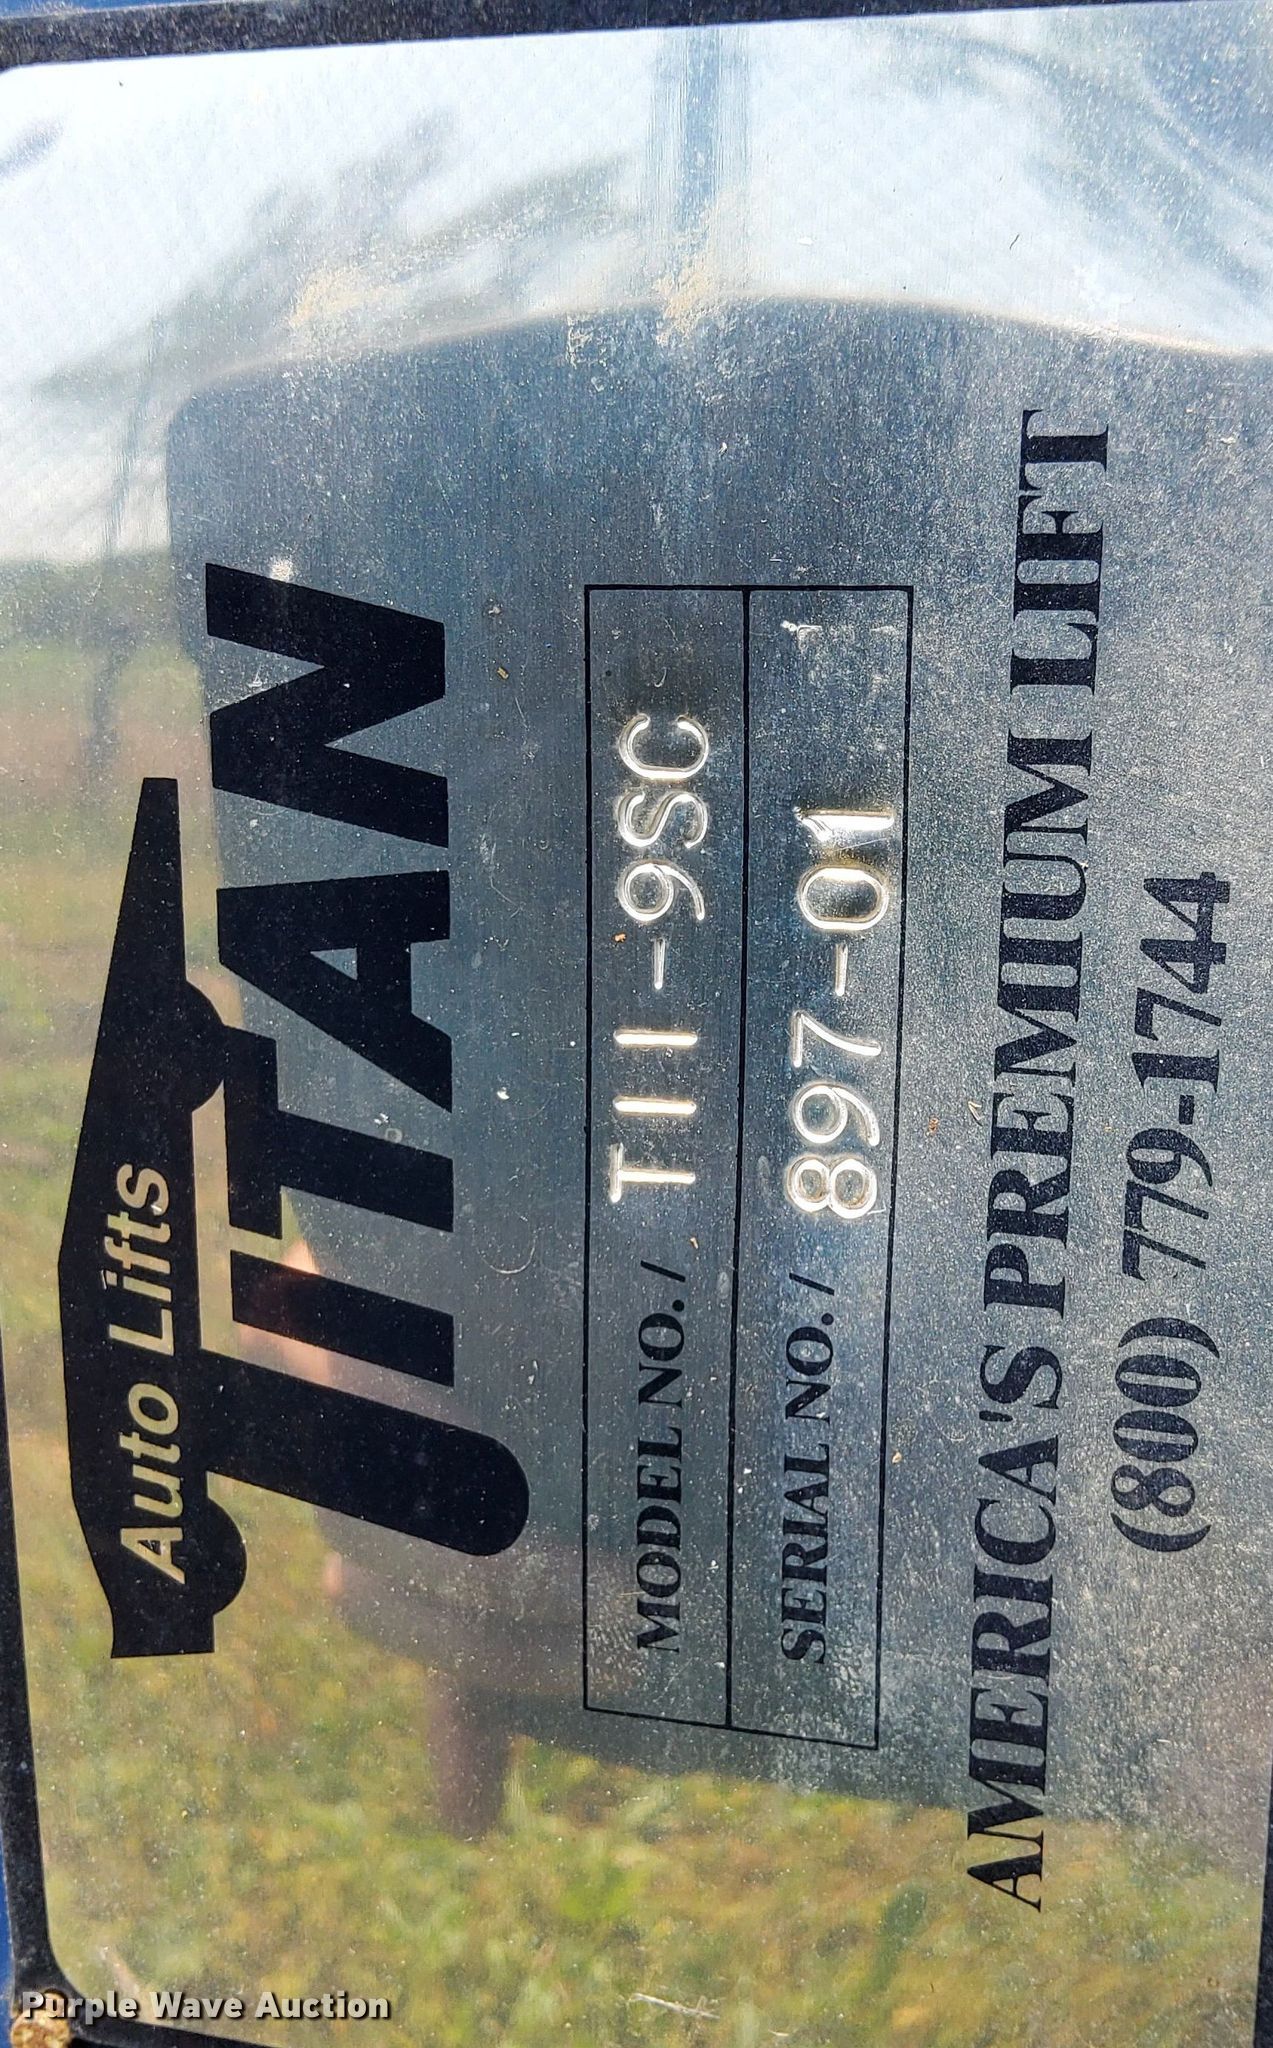 Auto Lifts
TITAN
MODEL NO. / T11-9SC
SERIAL NO. / 897-01
AMERICA'S PREMIUM LIFT
(800) 779-1744
Purple Wave Auction